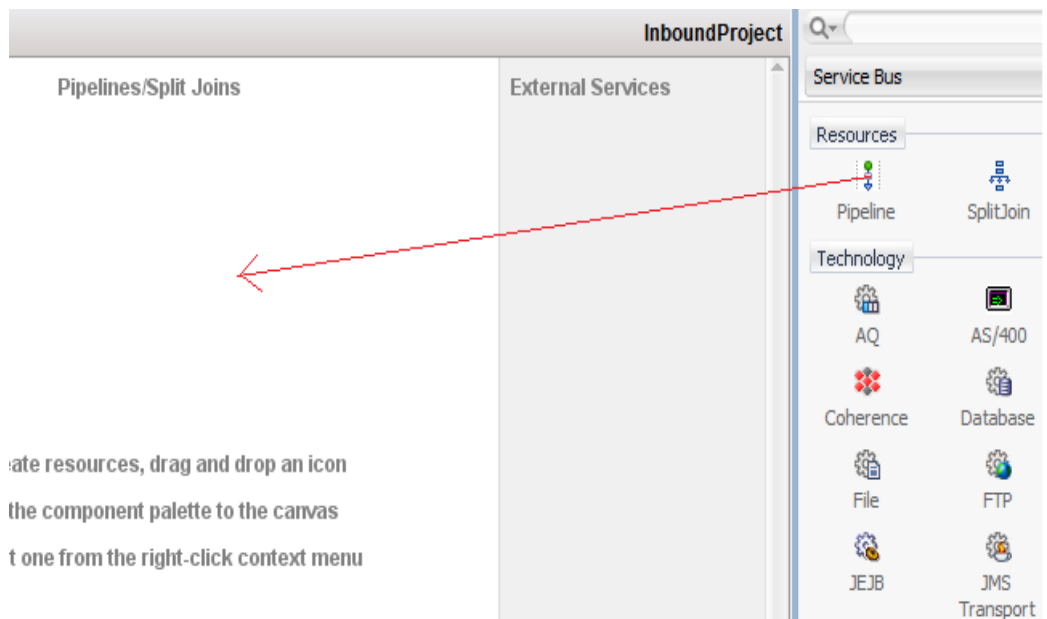 InboundProject
Pipelines/Split Joins
External Services
resources, drag and drop an icon
the component palette to the canvas
one from the right-click context menu
Service Bus
Resources
Pipeline SplitJoin
Technology
AQ AS/400
Coherence Database
File FTP
JEJB JMS
Transport